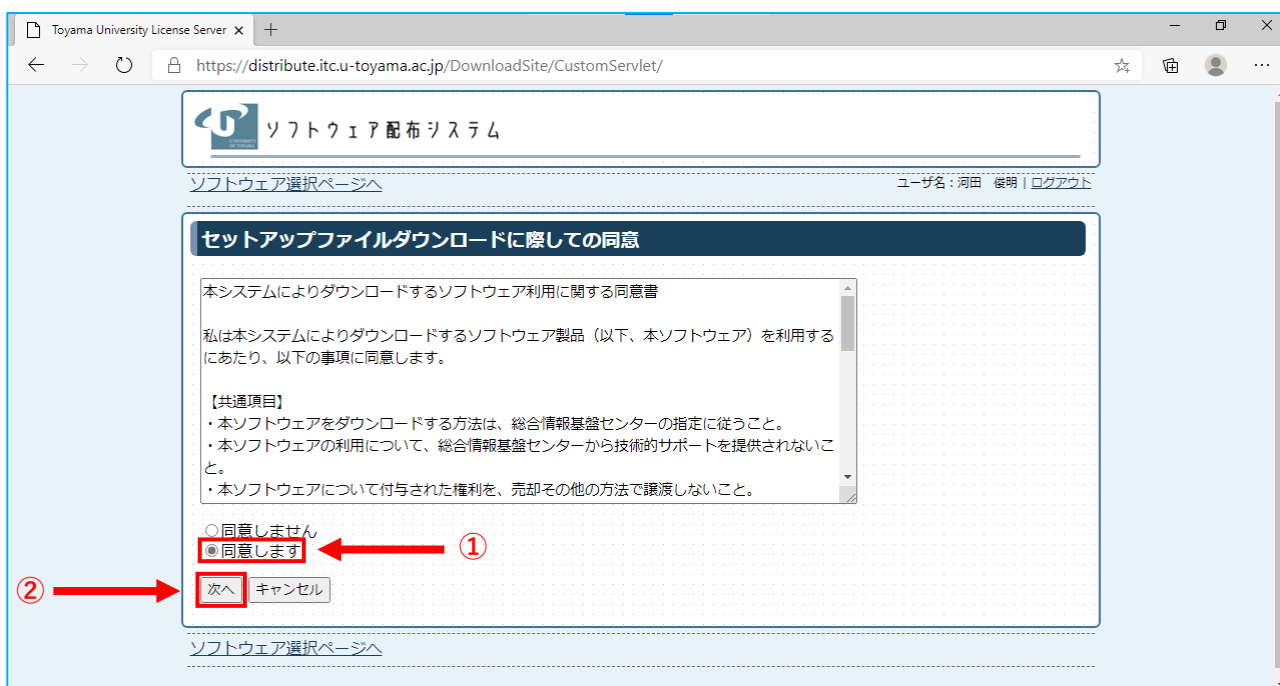 Toyama University License Server
https://distribute.itc.u-toyama.ac.jp/DownloadSite/CustomServlet/
ソフトウェア配布システム
ソフトウェア選択ページへ
ユーザ名：河田　俊明 | ログアウト
セットアップファイルダウンロードに際しての同意
本システムによりダウンロードするソフトウェア利用に関する同意書
私は本システムによりダウンロードするソフトウェア製品（以下、本ソフトウェア）を利用する
にあたり、以下の事項に同意します。
【共通項目】
・本ソフトウェアをダウンロードする方法は、総合情報基盤センターの指定に従うこと。
・本ソフトウェアの利用について、総合情報基盤センターから技術的サポートを提供されないこ
と。
・本ソフトウェアについて付与された権利を、売却その他の方法で譲渡しないこと。
同意しません
同意します
①
②
次へ
キャンセル
ソフトウェア選択ページへ